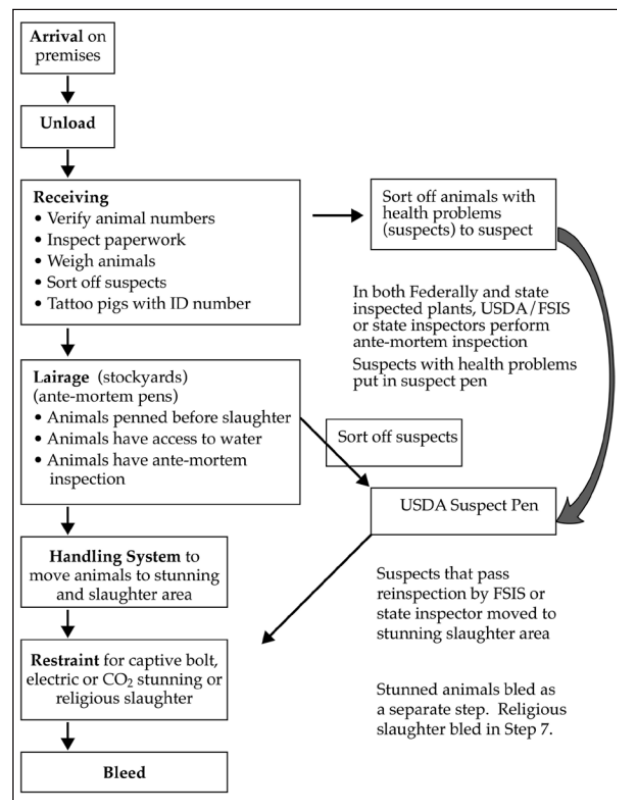 Arrival on
premises
Unload
Receiving
• Verify animal numbers
• Inspect paperwork
• Weigh animals
• Sort off suspects
• Tattoo pigs with ID number
Sort off animals with
health problems
(suspects) to suspect
In both Federally and state
inspected plants, USDA/FSIS
or state inspectors perform
ante-mortem inspection
Suspects with health problems
put in suspect pen
Lairage (stockyards)
(ante-mortem pens)
• Animals penned before slaughter
• Animals have access to water
• Animals have ante-mortem
inspection
Sort off suspects
USDA Suspect Pen
Handling System to
move animals to stunning
and slaughter area
Suspects that pass
reinspection by FSIS or
state inspector moved to
stunning slaughter area
Restraint for captive bolt,
electric or CO₂ stunning or
religious slaughter
Stunned animals bled as
a separate step. Religious
slaughter bled in Step 7.
Bleed